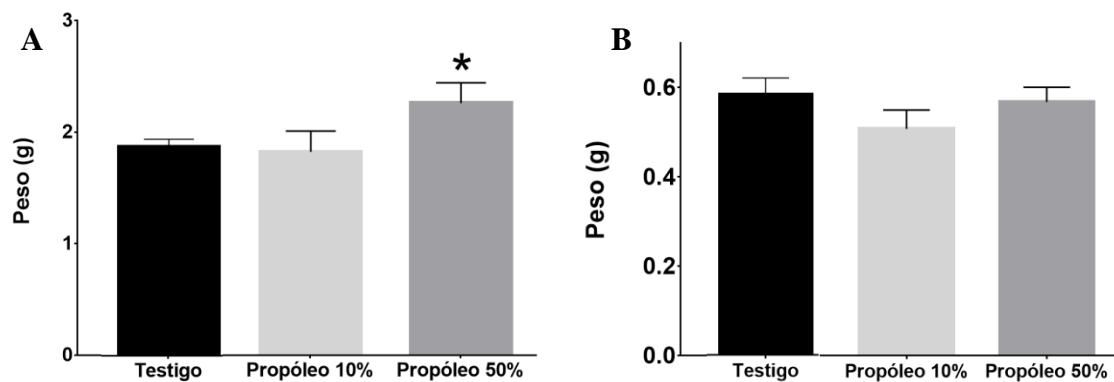 A
Peso (g)
3
2
1
0
*
Testigo
Propóleo 10%
Propóleo 50%
B
Peso (g)
0.6
0.4
0.2
0.0
Testigo
Propóleo 10%
Propóleo 50%